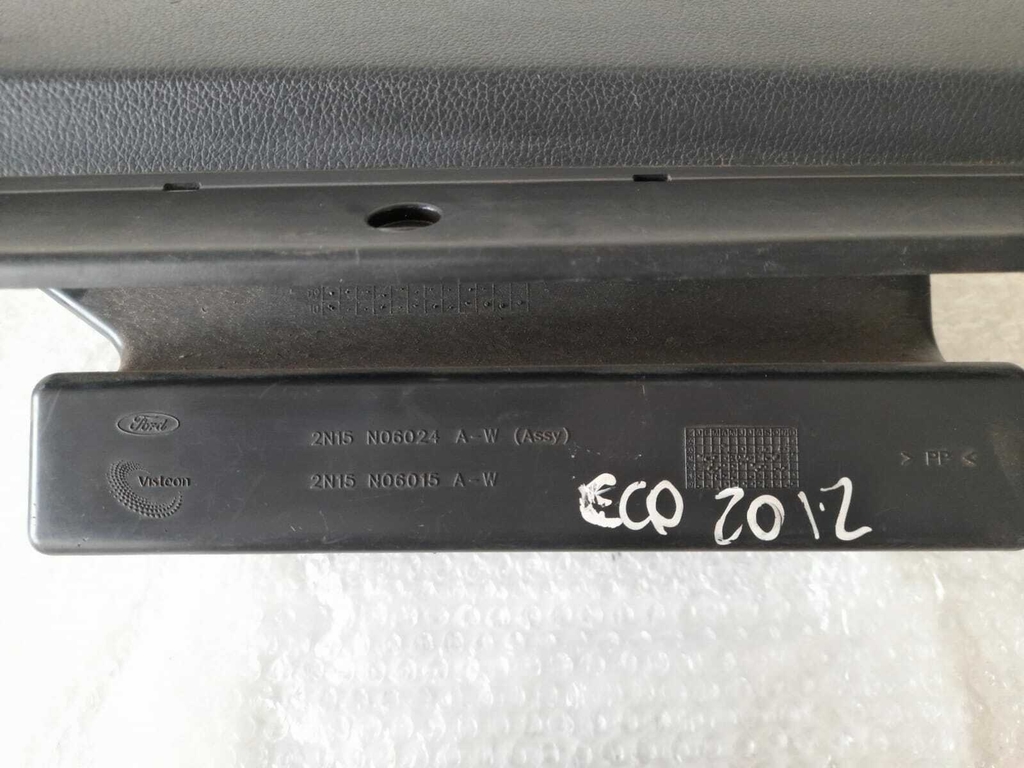 Ford
2N15 N06024 A-W (Assy)
Visteon
2N15 N06015 A-W
> PP <
ECO 2012